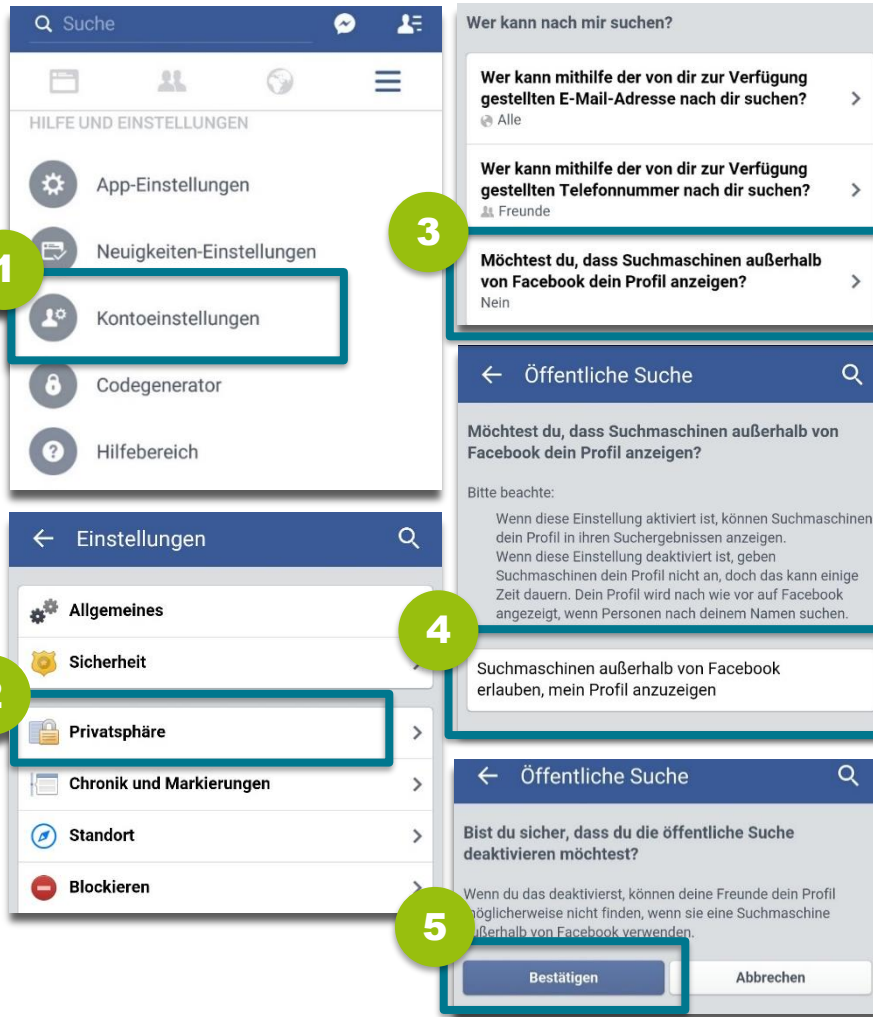 Suche
HILFE UND EINSTELLUNGEN
App-Einstellungen
Neuigkeiten-Einstellungen
1
Kontoeinstellungen
Codegenerator
Hilfebereich
Einstellungen
Allgemeines
Sicherheit
2
Privatsphäre
Chronik und Markierungen
Standort
Blockieren
Wer kann nach mir suchen?
Wer kann mithilfe der von dir zur Verfügung
gestellten E-Mail-Adresse nach dir suchen?
Alle
Wer kann mithilfe der von dir zur Verfügung
gestellten Telefonnummer nach dir suchen?
Freunde
3
Möchtest du, dass Suchmaschinen außerhalb
von Facebook dein Profil anzeigen?
Nein
Öffentliche Suche
Möchtest du, dass Suchmaschinen außerhalb von
Facebook dein Profil anzeigen?
Bitte beachte:
Wenn diese Einstellung aktiviert ist, können Suchmaschinen
dein Profil in ihren Suchergebnissen anzeigen.
Wenn diese Einstellung deaktiviert ist, geben
Suchmaschinen dein Profil nicht an, doch das kann einige
Zeit dauern. Dein Profil wird nach wie vor auf Facebook
angezeigt, wenn Personen nach deinem Namen suchen.
4
Suchmaschinen außerhalb von Facebook
erlauben, mein Profil anzuzeigen
Öffentliche Suche
Bist du sicher, dass du die öffentliche Suche
deaktivieren möchtest?
Wenn du das deaktivierst, können deine Freunde dein Profil
möglicherweise nicht finden, wenn sie eine Suchmaschine
außerhalb von Facebook verwenden.
5
Bestätigen
Abbrechen